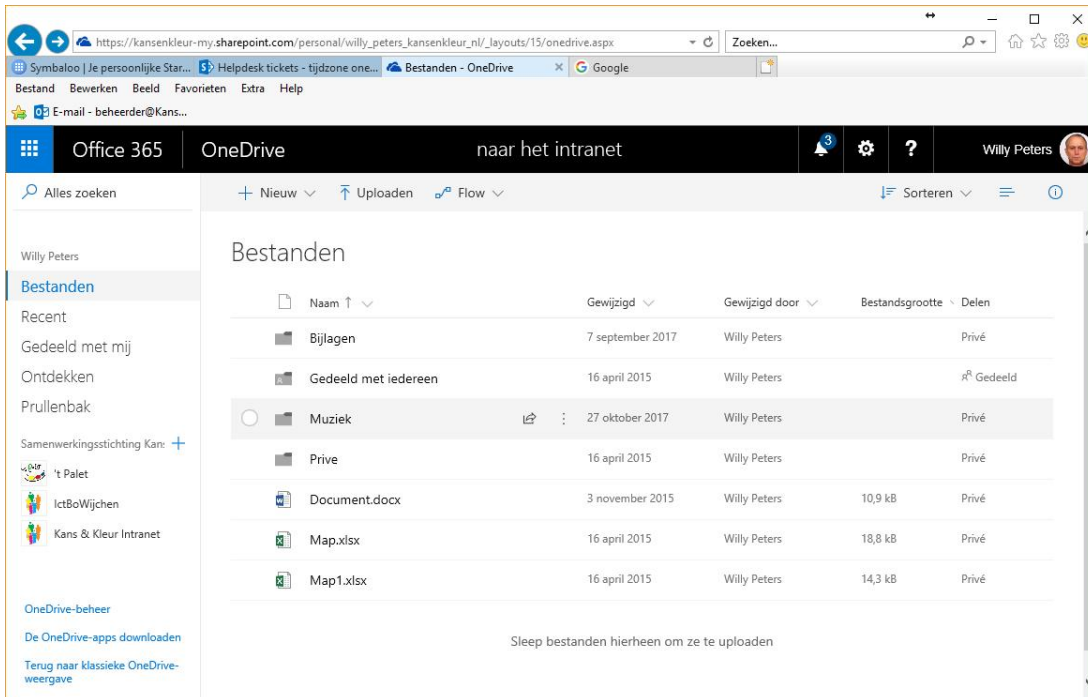 https://kansenkleur-my.sharepoint.com/personal/willy_peters_kansenkleur_nl/_layouts/15/onedrive.aspx
Zoeken...
Symbaloo | Je persoonlijke Star...
Helpdesk tickets - tijdzone one...
Bestanden - OneDrive
Google
Bestand Bewerken Beeld Favorieten Extra Help
E-mail - beheerder@Kans...
Office 365 OneDrive naar het intranet 3 ? Willy Peters
Alles zoeken
Nieuw Uploaden Flow Sorteren
Willy Peters
Bestanden
Recent
Gedeeld met mij
Ontdekken
Prullenbak
Samenwerkingsstichting Kan:
't Palet
IctBoWijchen
Kans & Kleur Intranet
OneDrive-beheer
De OneDrive-apps downloaden
Terug naar klassieke OneDrive-
weergave
Bestanden
Naam ↑ Gewijzigd Gewijzigd door Bestandsgrootte Delen
Bijlagen 7 september 2017 Willy Peters Privé
Gedeeld met iedereen 16 april 2015 Willy Peters Gedeeld
Muziek 27 oktober 2017 Willy Peters Privé
Prive 16 april 2015 Willy Peters Privé
Document.docx 3 november 2015 Willy Peters 10,9 kB Privé
Map.xlsx 16 april 2015 Willy Peters 18,8 kB Privé
Map1.xlsx 16 april 2015 Willy Peters 14,3 kB Privé
Sleep bestanden hierheen om ze te uploaden